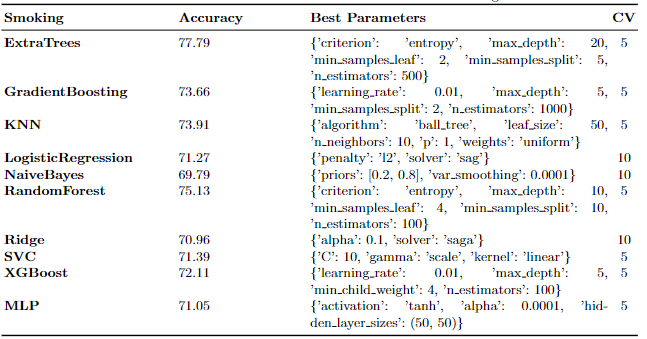 Smoking Accuracy Best Parameters CV
ExtraTrees 77.79 {'criterion': 'entropy', 'max_depth': 20, 5
'min_samples_leaf': 2, 'min_samples_split': 5,
'n_estimators': 500}
GradientBoosting 73.66 {'learning_rate': 0.01, 'max_depth': 5, 5
'min_samples_split': 2, 'n_estimators': 1000}
KNN 73.91 {'algorithm': 'ball_tree', 'leaf_size': 50, 5
'n_neighbors': 10, 'p': 1, 'weights': 'uniform'}
LogisticRegression 71.27 {'penalty': 'l2', 'solver': 'sag'} 10
NaiveBayes 69.79 {'priors': [0.2, 0.8], 'var_smoothing': 0.0001} 10
RandomForest 75.13 {'criterion': 'entropy', 'max_depth': 10, 5
'min_samples_leaf': 4, 'min_samples_split': 10,
'n_estimators': 100}
Ridge 70.96 {'alpha': 0.1, 'solver': 'saga'} 10
SVC 71.39 {'C': 10, 'gamma': 'scale', 'kernel': 'linear'} 5
XGBoost 72.11 {'learning_rate': 0.01, 'max_depth': 5, 5
'min_child_weight': 4, 'n_estimators': 100}
MLP 71.05 {'activation': 'tanh', 'alpha': 0.0001, 'hid- 5
den_layer_sizes': (50, 50)}